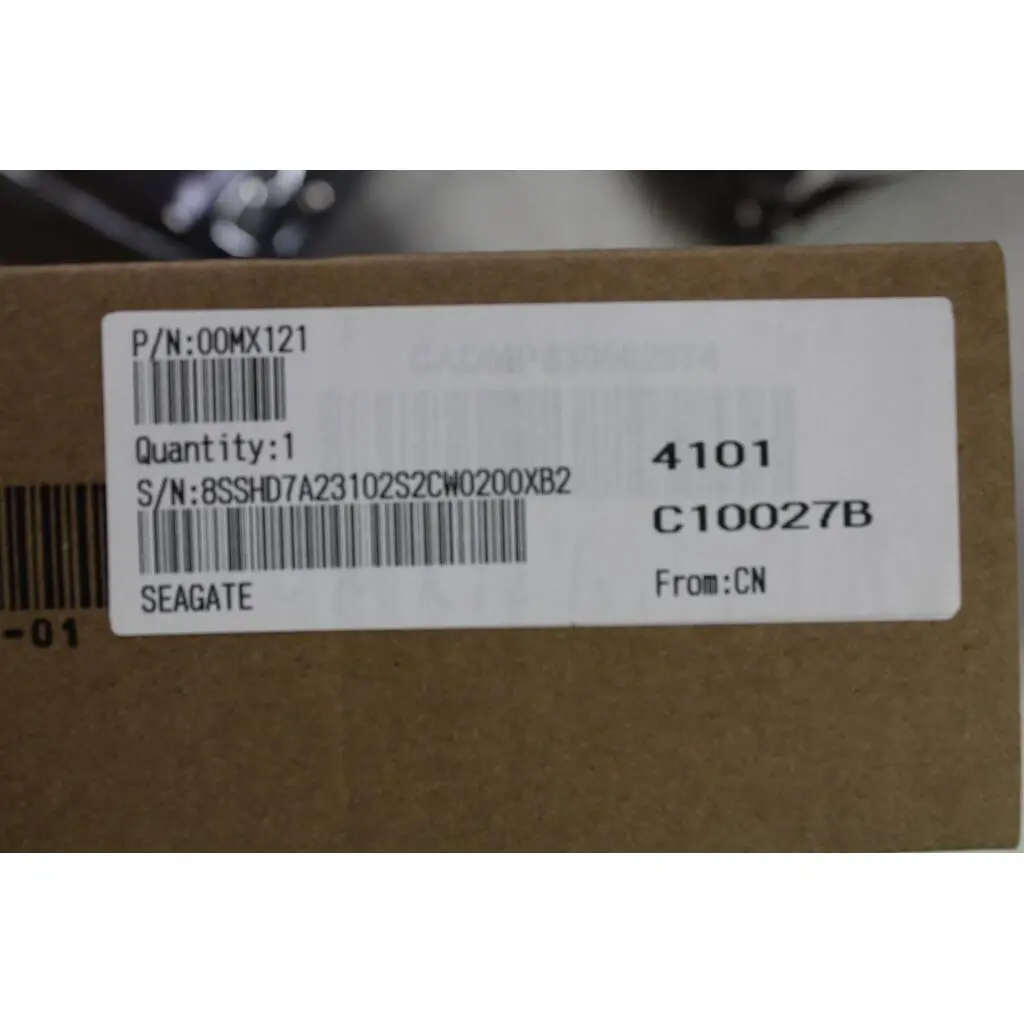 P/N:00MX121
Quantity:1
S/N:8SSHD7A23102S2CW0200XB2
SEAGATE
4101
C10027B
From:CN
-01